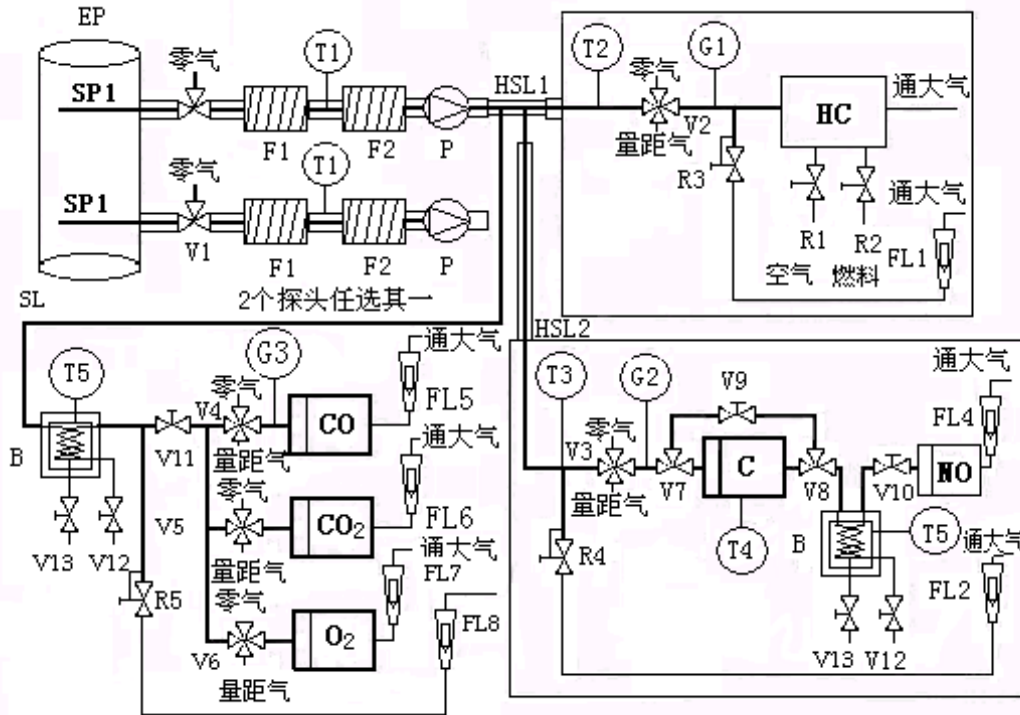 EP
零气
T1
SP1
F1
F2
P
HSL1
零气
T1
SP1
V1
F1
F2
P
SL
2个探头任选其一
T2
零气
G1
V2
量距气
HC
通大气
R3
R1
空气
R2
燃料
通大气
FL1
HSL2
T5
B
V13
V12
V11
R5
V4
零气
G3
量距气
CO
通大气
FL5
V5
零气
量距气
CO₂
通大气
FL6
零气
V6
量距气
O₂
通大气
FL7
FL8
T3
G2
V9
V3
零气
量距气
V7
C
V8
T4
R4
V10
NO
通大气
FL4
B
T5
V13
V12
通大气
FL2